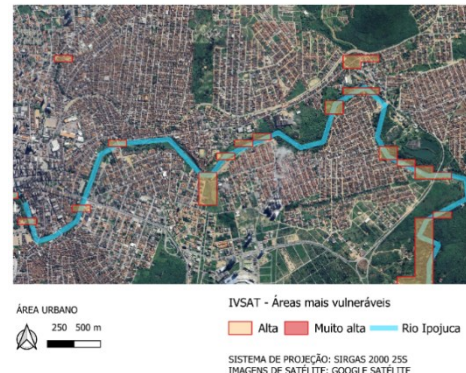 ÁREA URBANO
250 500 m
IVSAT - Áreas mais vulneráveis
Alta Muito alta Rio Ipojuca
SISTEMA DE PROJEÇÃO: SIRGAS 2000 25S
IMAGENS DE SATÉLITE: GOOGLE SATÉLITE